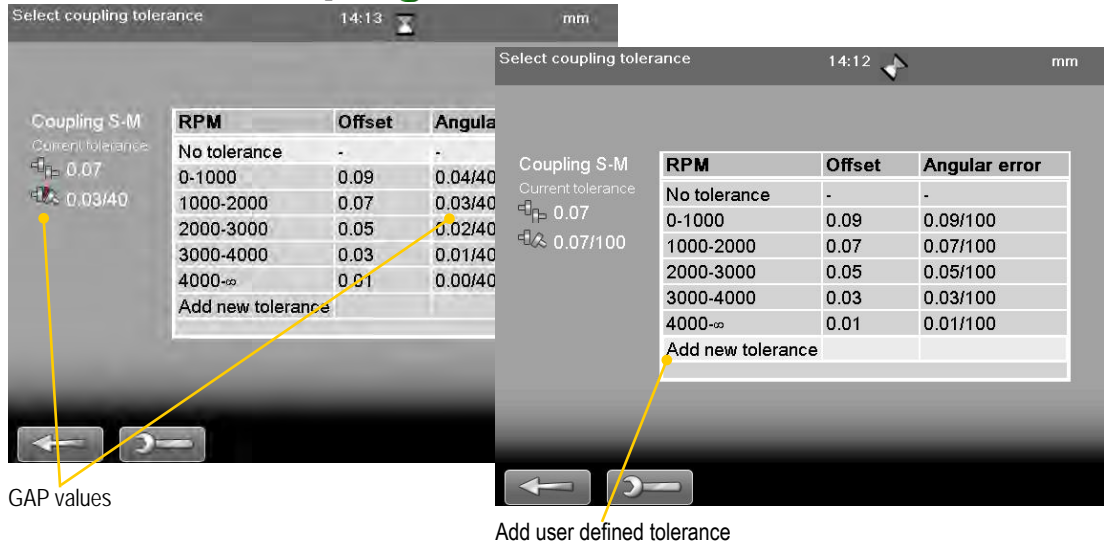 Select coupling tolerance 14:13 mm
Coupling S-M
Current tolerance
0.07
0.03/40
RPM Offset Angula
No tolerance - -
0-1000 0.09 0.04/40
1000-2000 0.07 0.03/40
2000-3000 0.05 0.02/40
3000-4000 0.03 0.01/40
4000-∞ 0.01 0.00/40
Add new tolerance
GAP values
Select coupling tolerance 14:12 mm
Coupling S-M
Current tolerance
0.07
0.07/100
RPM Offset Angular error
No tolerance - -
0-1000 0.09 0.09/100
1000-2000 0.07 0.07/100
2000-3000 0.05 0.05/100
3000-4000 0.03 0.03/100
4000-∞ 0.01 0.01/100
Add new tolerance
Add user defined tolerance